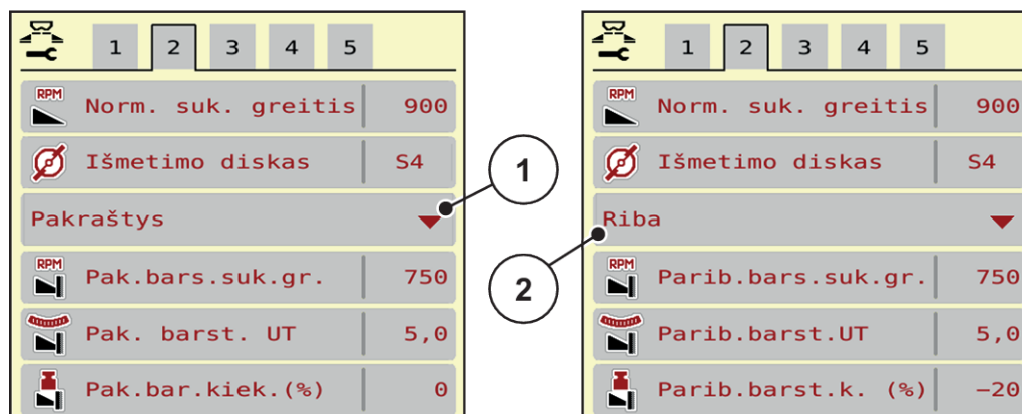 1 2 3 4 5
RPM Norm. suk. greitis 900
Išmetimo diskas S4
Pakraštys
RPM Pak.bars.suk.gr. 750
Pak. barst. UT 5,0
Pak.bar.kiek.(%) 0
1
2
1 2 3 4 5
RPM Norm. suk. greitis 900
Išmetimo diskas S4
Riba
RPM Parib.bars.suk.gr. 750
Parib.barst.UT 5,0
Parib.barst.k. (%) –20